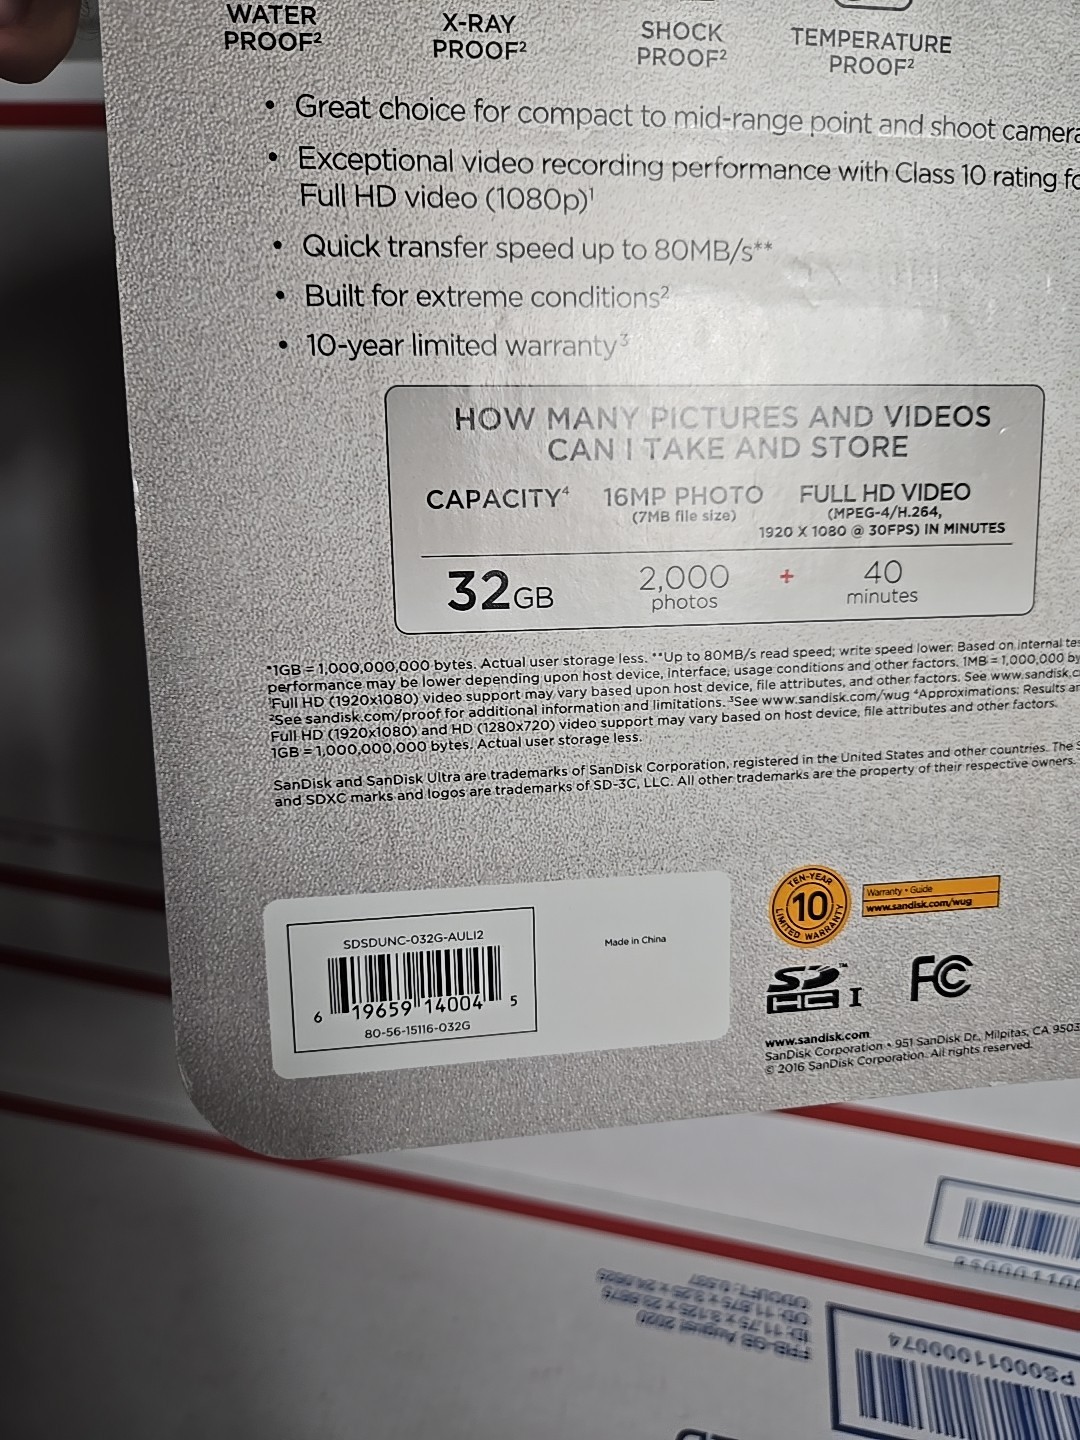 WATER PROOF²
X-RAY PROOF²
SHOCK PROOF²
TEMPERATURE PROOF²
• Great choice for compact to mid-range point and shoot
• Exceptional video recording performance with Class 10 rating
Full HD video (1080p)¹
• Quick transfer speed up to 80MB/s**
• Built for extreme conditions²
• 10-year limited warranty³
HOW MANY PICTURES AND VIDEOS
CAN I TAKE AND STORE
CAPACITY⁴
16MP PHOTO
(7MB file size)
FULL HD VIDEO
(MPEG-4/H.264,
1920 X 1080 @ 30FPS) IN MINUTES
32GB
2,000
photos
+
40
minutes
*1GB = 1,000,000,000 bytes. Actual user storage less. **Up to 80MB/s read speed; write speed lower. Based on internal
performance may be lower depending upon host device, interface, usage conditions and other factors. 1MB = 1,000,000
¹Full HD (1920x1080) video support may vary based upon host device, file attributes, and other factors. See www.sandisk.c
²See sandisk.com/proof for additional information and limitations. ³See www.sandisk.com/wug ⁴Approximations: Results
Full HD (1920x1080) and HD (1280x720) video support may vary based on host device, file attributes and other factors.
1GB = 1,000,000,000 bytes. Actual user storage less.
SanDisk and SanDisk Ultra are trademarks of SanDisk Corporation, registered in the United States and other countries. The
and SDXC marks and logos are trademarks of SD-3C, LLC. All other trademarks are the property of their respective owners.
SDSDUNC-032G-AULI2
6 19659 14004 5
80-56-15116-032G
Made in China
TEN-YEAR
10
LIMITED WARRANTY
Warranty • Guide
www.sandisk.com/wug
SD™
HC I
FC
www.sandisk.com
SanDisk Corporation • 951 SanDisk Dr., Milpitas, CA 9503
© 2016 SanDisk Corporation. All rights reserved.
PS00011000074
FRB-GB August 2020
ID: 11.75 x 3.125 x 23.6875